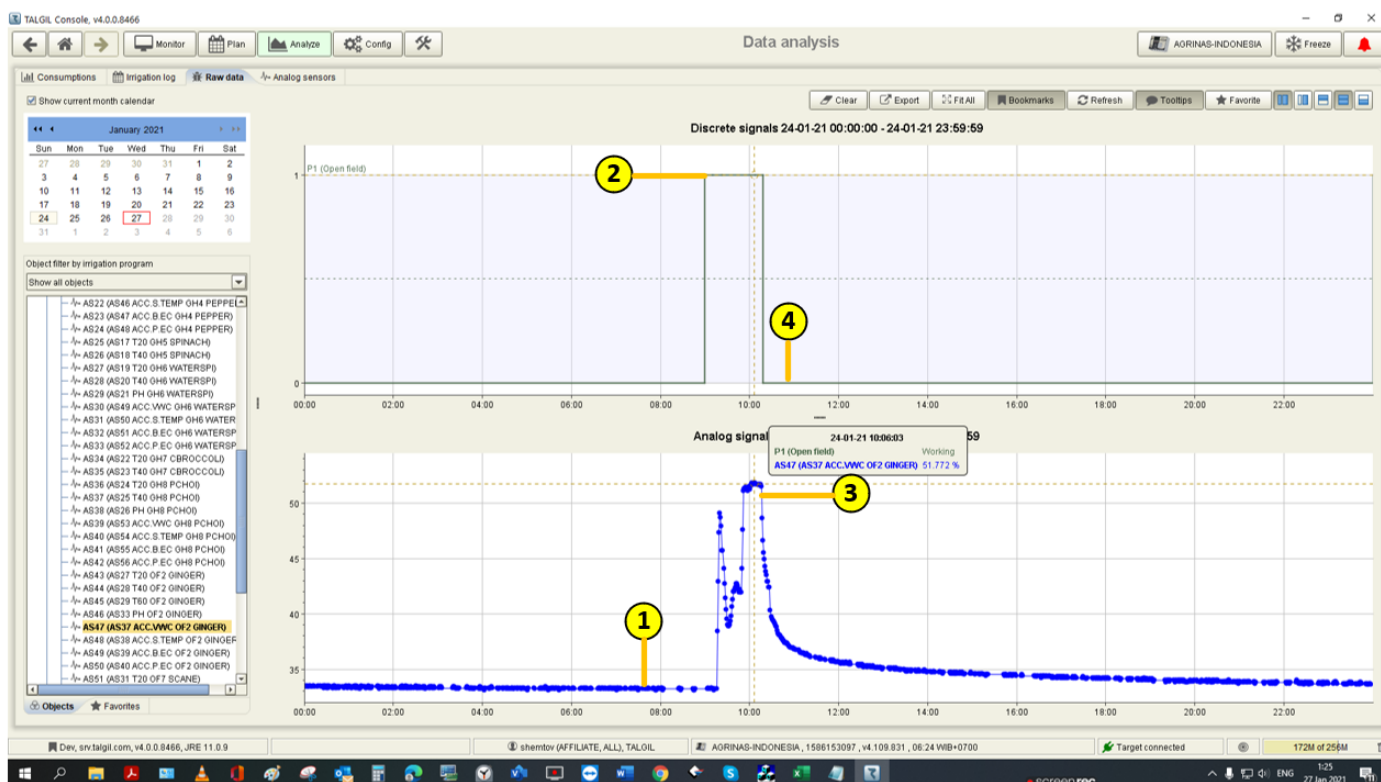 TALGIL Console, v4.0.0.8466
Monitor Plan Analyze Config Data analysis AGRINAS-INDONESIA Freeze
Consumptions Irrigation log Raw data Analog sensors
Show current month calendar
Clear Export Fit All Bookmarks Refresh Tooltips Favorite
January 2021
Sun Mon Tue Wed Thu Fri Sat
27 28 29 30 31 1 2
3 4 5 6 7 8 9
10 11 12 13 14 15 16
17 18 19 20 21 22 23
24 25 26 27 28 29 30
31 1 2 3 4 5 6
Object filter by irrigation program
Show all objects
AS22 (AS46 ACC.S.TEMP GH4 PEPPE
AS23 (AS47 ACC.B.EC GH4 PEPPER)
AS24 (AS48 ACC.P.EC GH4 PEPPER)
AS25 (AS17 T20 GH5 SPINACH)
AS26 (AS18 T40 GH5 SPINACH)
AS27 (AS19 T20 GH6 WATERSPI)
AS28 (AS20 T40 GH6 WATERSPI)
AS29 (AS21 PH GH6 WATERSPI)
AS30 (AS49 ACC.VWC GH6 WATERSP
AS31 (AS50 ACC.S.TEMP GH6 WATER
AS32 (AS51 ACC.B.EC GH6 WATERSP
AS33 (AS52 ACC.P.EC GH6 WATERSP
AS34 (AS22 T20 GH7 CBROCCOLI)
AS35 (AS23 T40 GH7 CBROCCOLI)
AS36 (AS24 T20 GH8 PCHOI)
AS37 (AS25 T40 GH8 PCHOI)
AS38 (AS26 PH GH8 PCHOI)
AS39 (AS53 ACC.VWC GH8 PCHOI)
AS40 (AS54 ACC.S.TEMP GH8 PCHOI)
AS41 (AS55 ACC.B.EC GH8 PCHOI)
AS42 (AS56 ACC.P.EC GH8 PCHOI)
AS43 (AS27 T20 OF2 GINGER)
AS44 (AS28 T40 OF2 GINGER)
AS45 (AS29 T60 OF2 GINGER)
AS46 (AS33 PH OF2 GINGER)
AS47 (AS37 ACC.VWC OF2 GINGER)
AS48 (AS38 ACC.S.TEMP OF2 GINGER
AS49 (AS39 ACC.B.EC OF2 GINGER)
AS50 (AS40 ACC.P.EC OF2 GINGER)
AS51 (AS31 T20 OF7 SCANE)
Objects Favorites
Discrete signals 24-01-21 00:00:00 - 24-01-21 23:59:59
P1 (Open field)
2
1
4
0
00:00 02:00 04:00 06:00 08:00 10:00 12:00 14:00 16:00 18:00 20:00 22:00
Analog signal 59
24-01-21 10:06:03
P1 (Open field) Working
AS47 (AS37 ACC.VWC OF2 GINGER) 51.772 %
3
50
45
40
1
35
00:00 02:00 04:00 06:00 08:00 10:00 12:00 14:00 16:00 18:00 20:00 22:00
Dev, srv.talgil.com, v4.0.0.8466, JRE 11.0.9 shemtov (AFFILIATE, ALL), TALGIL AGRINAS-INDONESIA, 1586153097, v4.109.831, 06:24 WIB+0700 Target connected 172M of 256M
ENG 1:25
27 Jan 2021